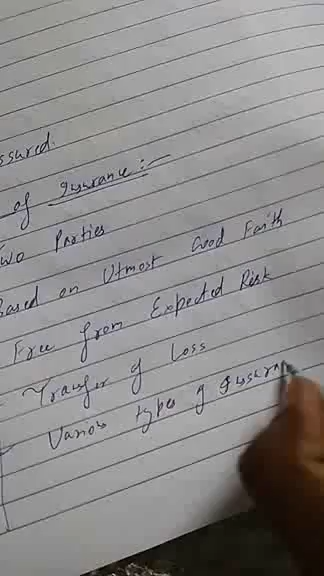 ssured.
of Insurance:-
Two Parties
Based on Utmost Good Faith
Free from Expected Risk
Transfer of Loss
Various types of Insuran